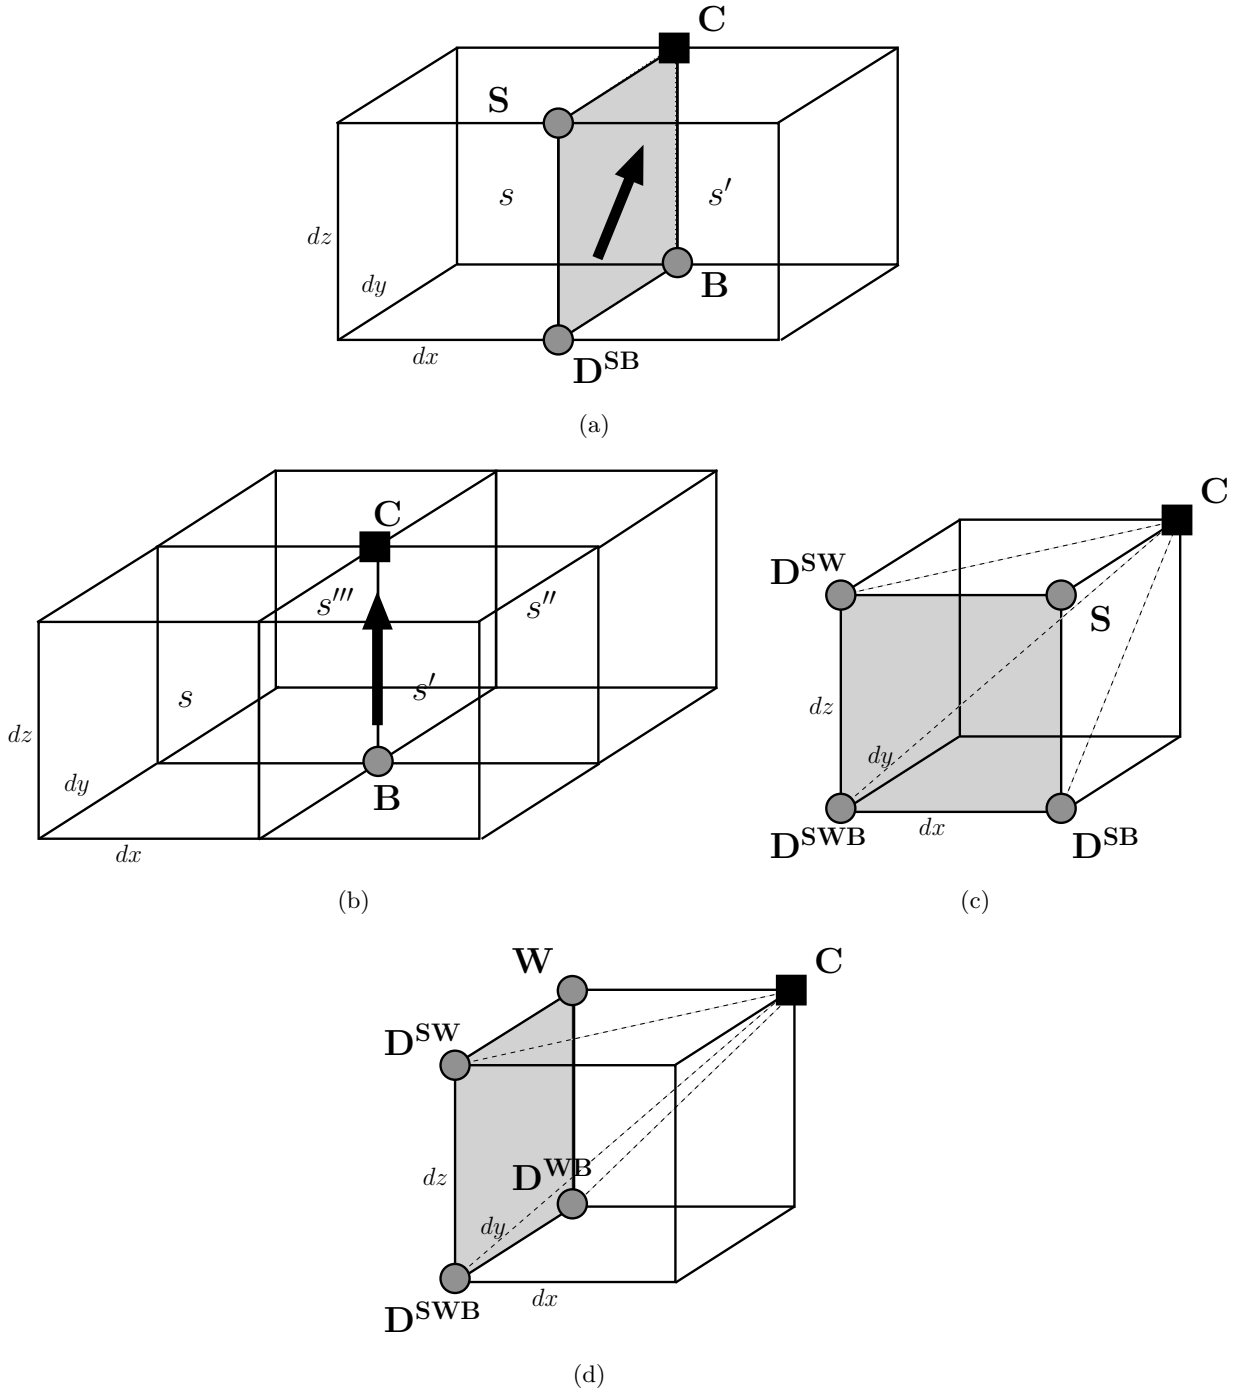 C
S
s s′
dz
dy
B
dx
D^SB
(a)
C
s‴ s″
s s′
dz
dy
B
dx
(b)
C
D^SW
S
dz
dy
dx
D^SWB D^SB
(c)
W C
D^SW
dz D^WB
dy
dx
D^SWB
(d)